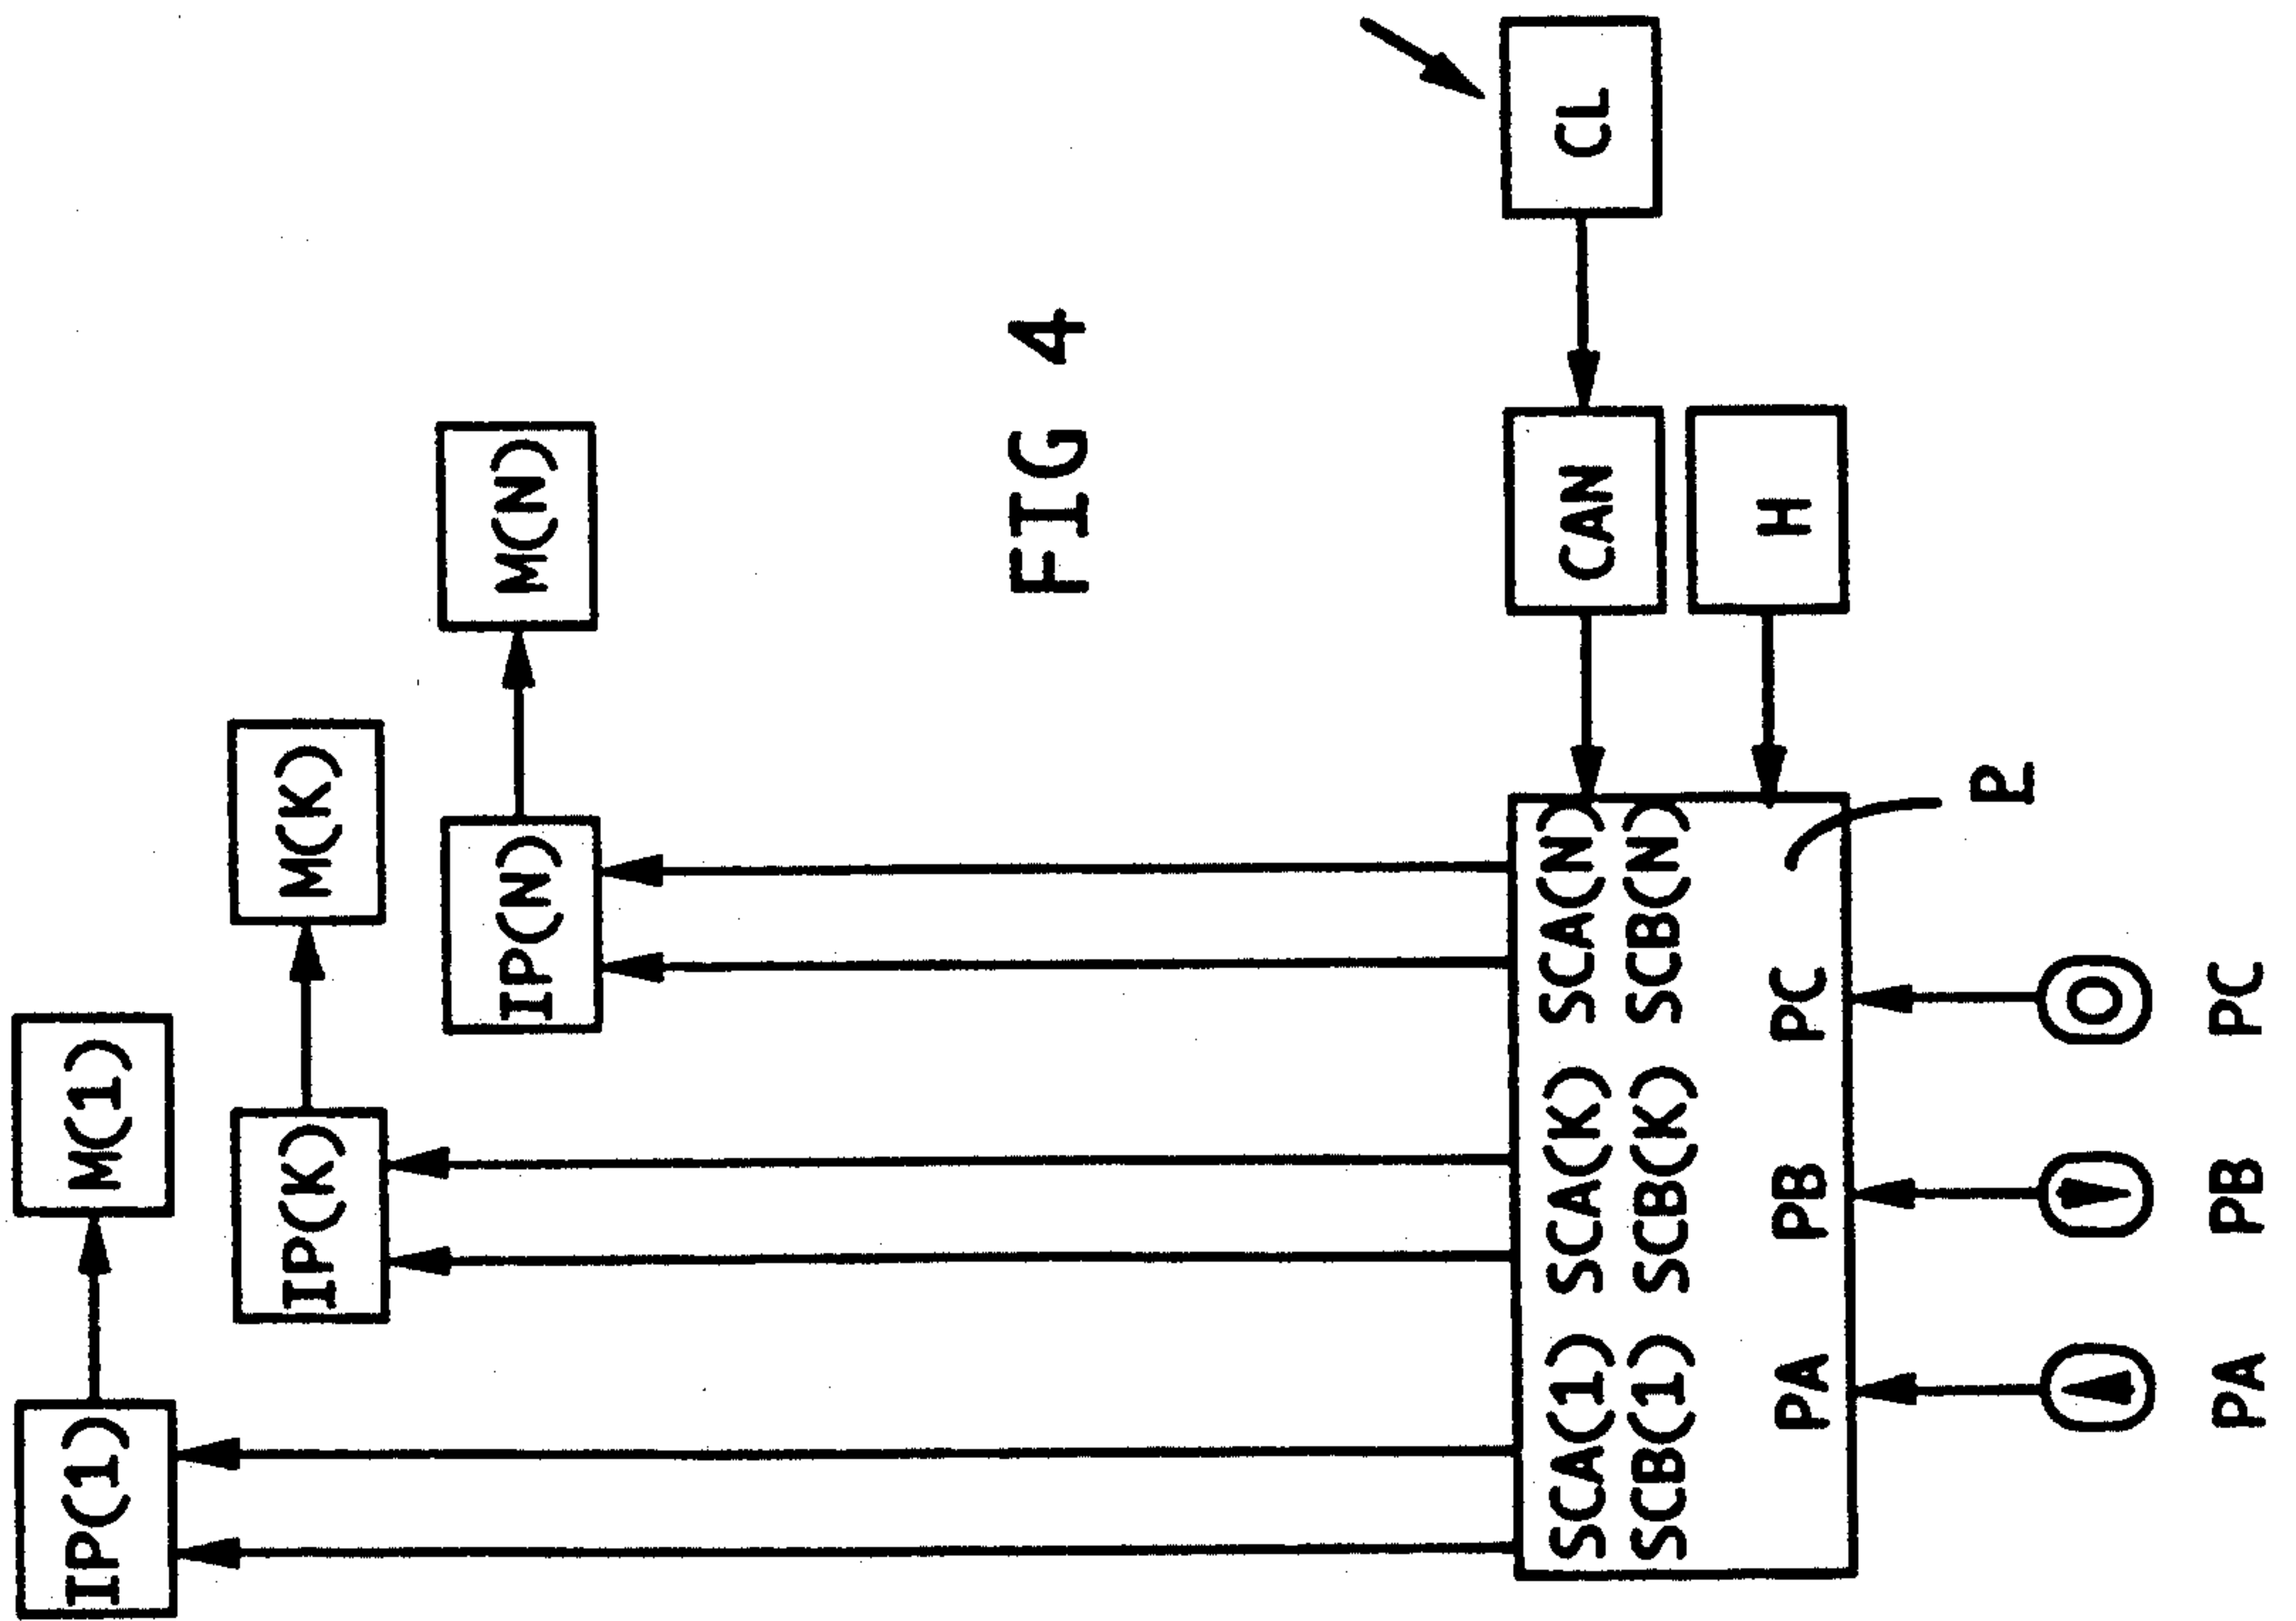 IP(1) M(1)
IP(K) M(K)
IP(N) M(N)
FIG 4
SCA(1) SCA(K) SCA(N)
SCB(1) SCB(K) SCB(N)
CAN
CL
PA PB PC
H
P
PA PB PC